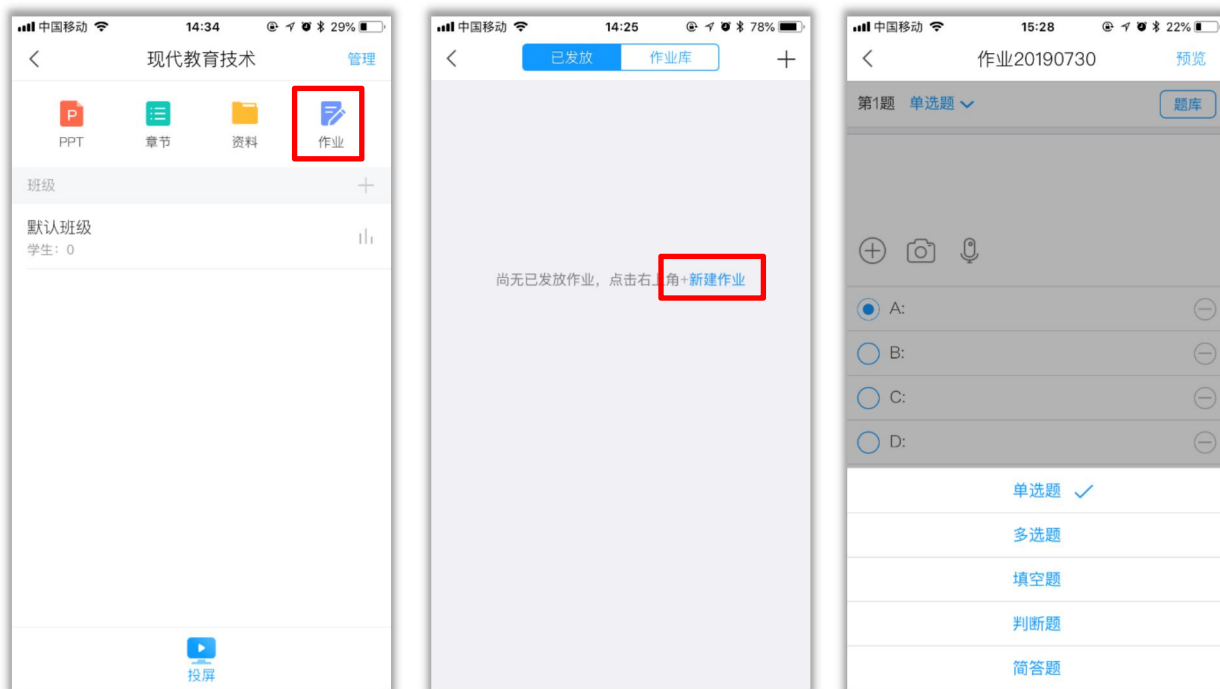 中国移动 14:34 29%
现代教育技术 管理
P
PPT 章节 资料 作业
班级
默认班级
学生：0
投屏
中国移动 14:25 78%
已发放 作业库
尚无已发放作业，点击右上角+新建作业
中国移动 15:28 22%
作业20190730 预览
第1题 单选题 题库
A:
B:
C:
D:
单选题
多选题
填空题
判断题
简答题